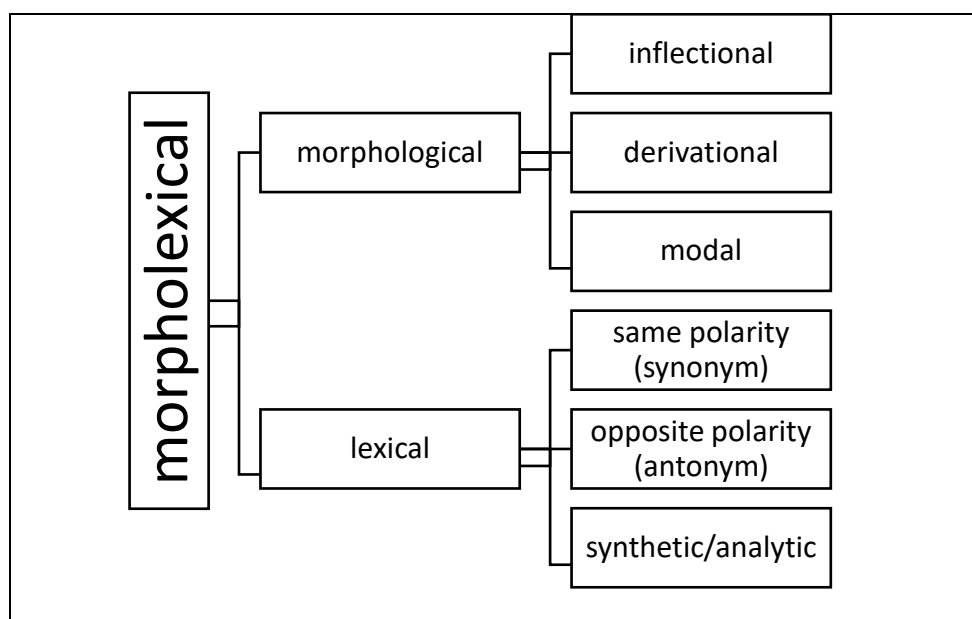 morpholexical
morphological
inflectional
derivational
modal
lexical
same polarity
(synonym)
opposite polarity
(antonym)
synthetic/analytic